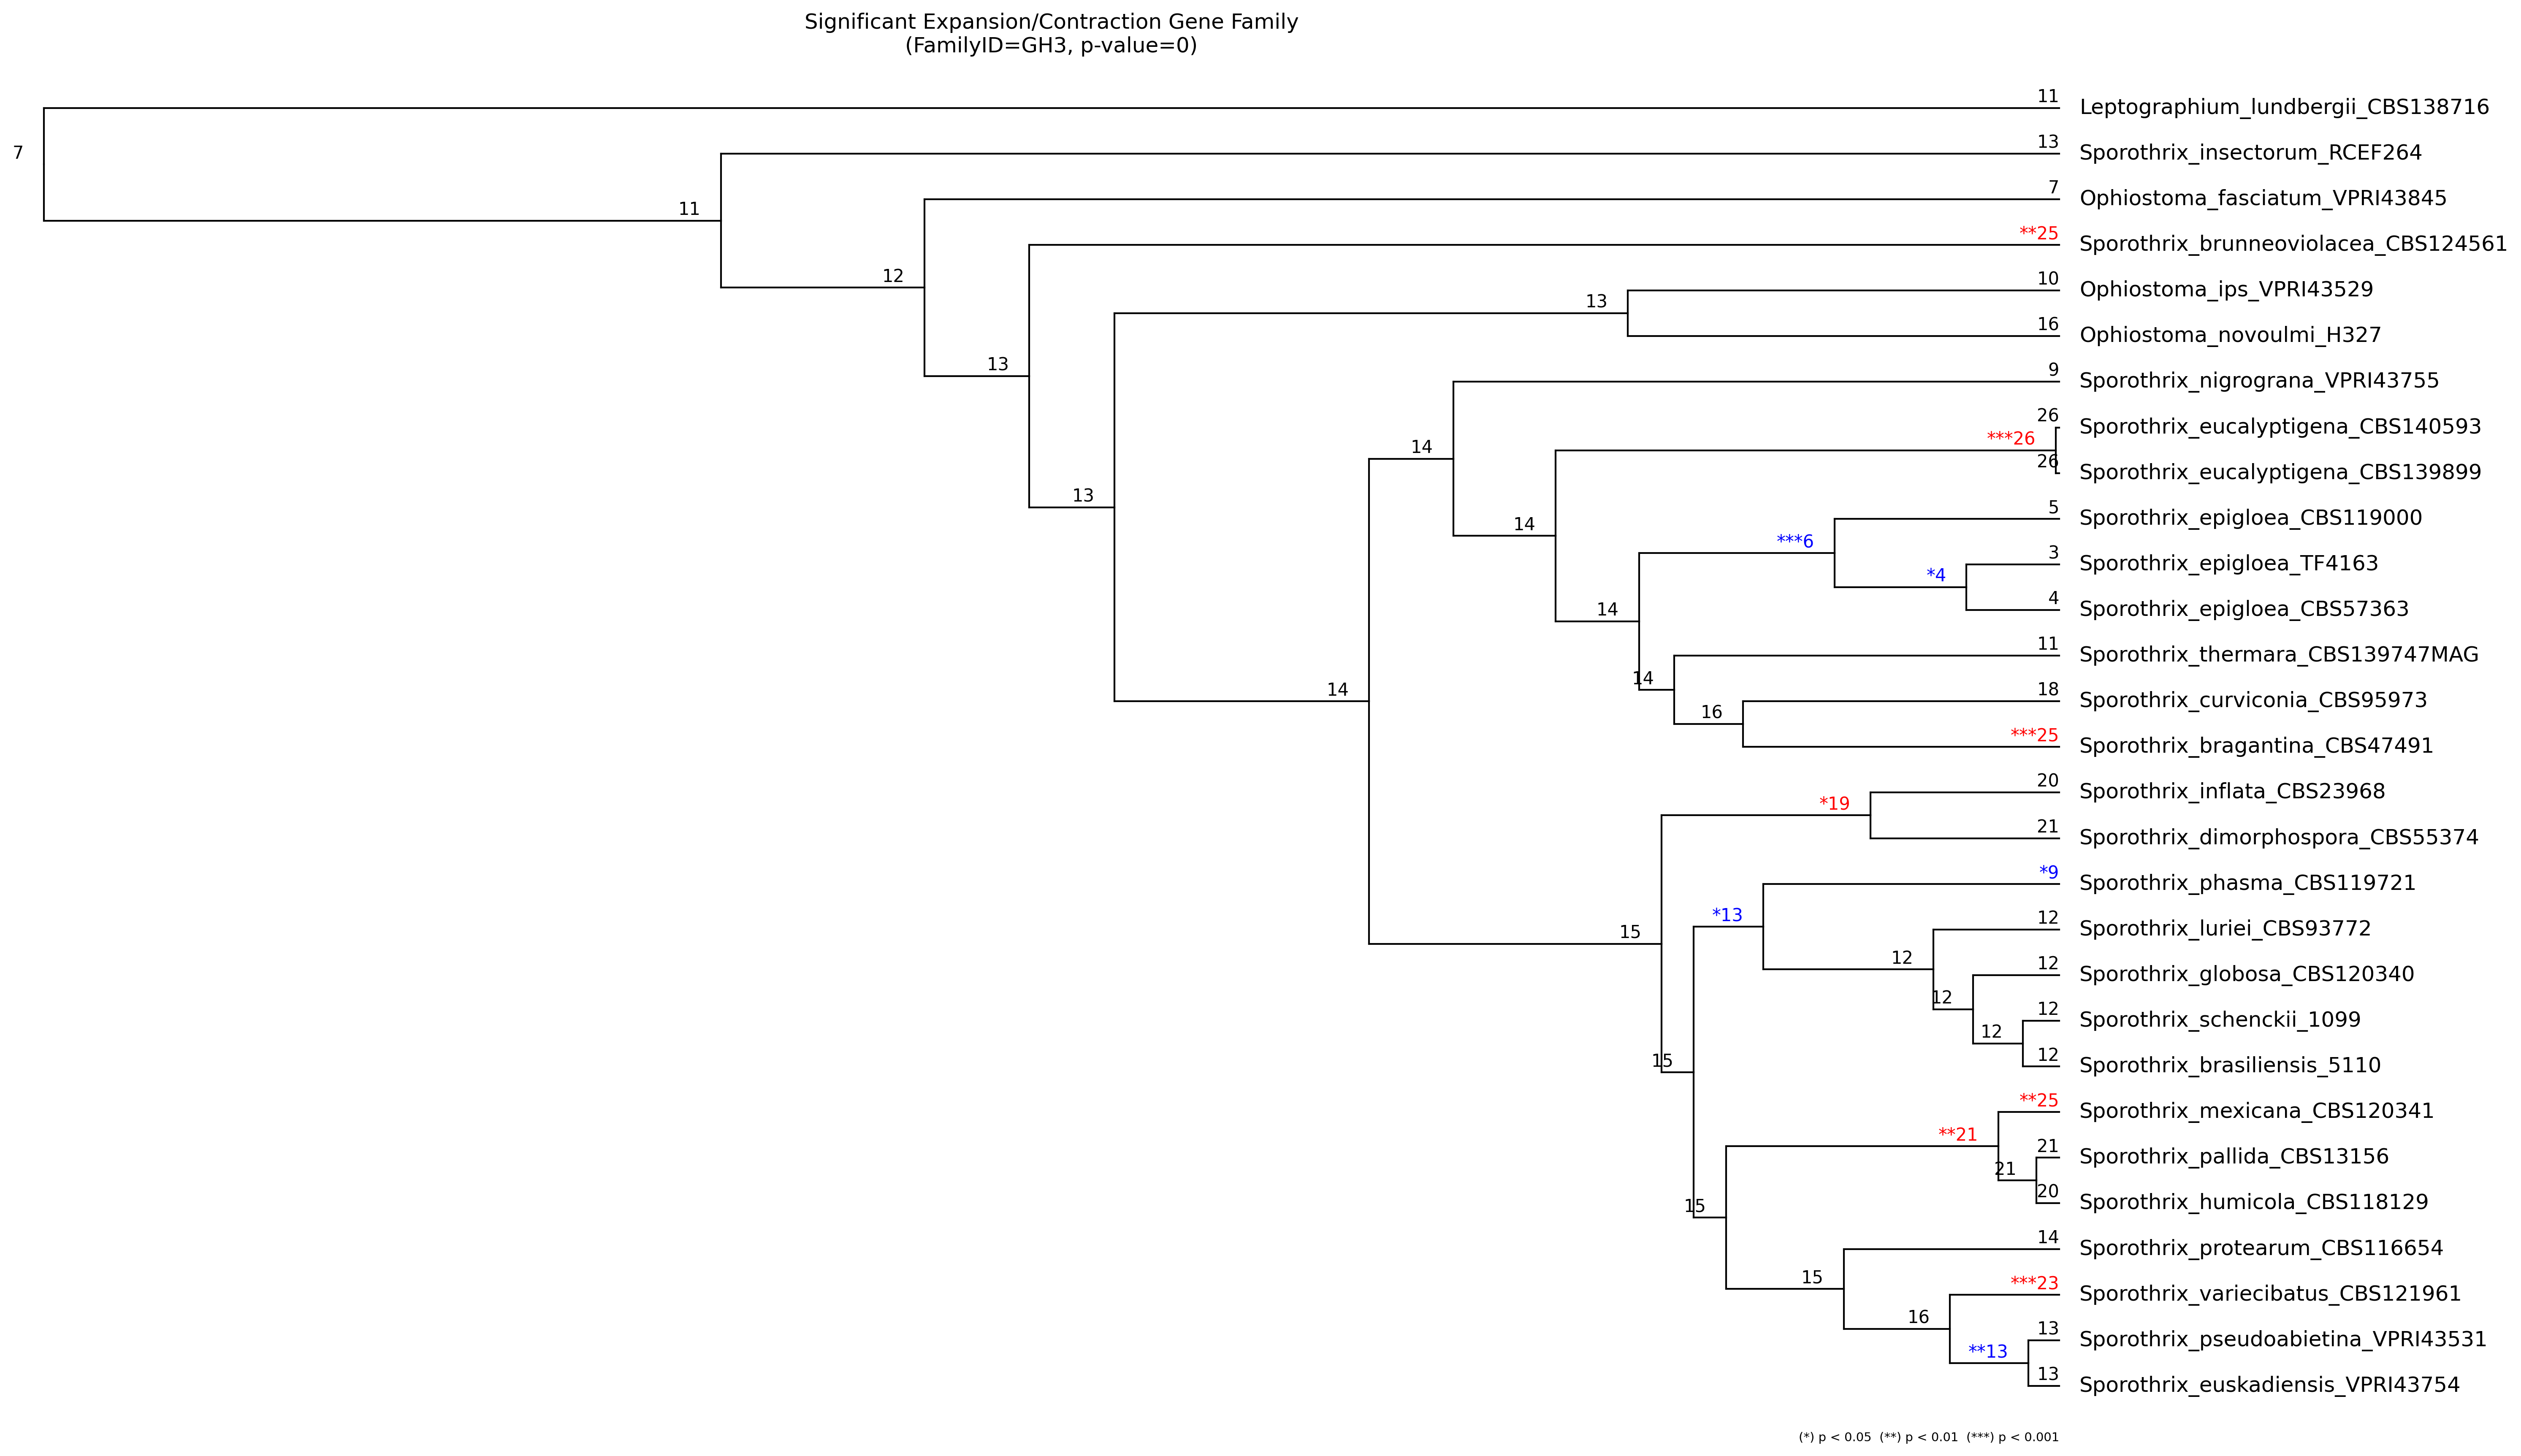 Significant Expansion/Contraction Gene Family
(FamilyID=GH3, p-value=0)
11 Leptographium_lundbergii_CBS138716
7
13 Sporothrix_insectorum_RCEF264
7 Ophiostoma_fasciatum_VPRI43845
11
**25 Sporothrix_brunneoviolacea_CBS124561
12
10 Ophiostoma_ips_VPRI43529
13
16 Ophiostoma_novoulmi_H327
13
9 Sporothrix_nigrograna_VPRI43755
26 Sporothrix_eucalyptigena_CBS140593
***26
14
26 Sporothrix_eucalyptigena_CBS139899
13
5 Sporothrix_epigloea_CBS119000
14
***6
3 Sporothrix_epigloea_TF4163
*4
4 Sporothrix_epigloea_CBS57363
14
11 Sporothrix_thermara_CBS139747MAG
14
14
18 Sporothrix_curviconia_CBS95973
16
***25 Sporothrix_bragantina_CBS47491
20 Sporothrix_inflata_CBS23968
*19
21 Sporothrix_dimorphospora_CBS55374
*9 Sporothrix_phasma_CBS119721
*13
12 Sporothrix_luriei_CBS93772
15
12
12 Sporothrix_globosa_CBS120340
12
12 Sporothrix_schenckii_1099
12
12 Sporothrix_brasiliensis_5110
15
**25 Sporothrix_mexicana_CBS120341
**21
21 Sporothrix_pallida_CBS13156
21
20 Sporothrix_humicola_CBS118129
15
14 Sporothrix_protearum_CBS116654
15
***23 Sporothrix_variecibatus_CBS121961
16
13 Sporothrix_pseudoabietina_VPRI43531
**13
13 Sporothrix_euskadiensis_VPRI43754
(*) p < 0.05 (**) p < 0.01 (***) p < 0.001